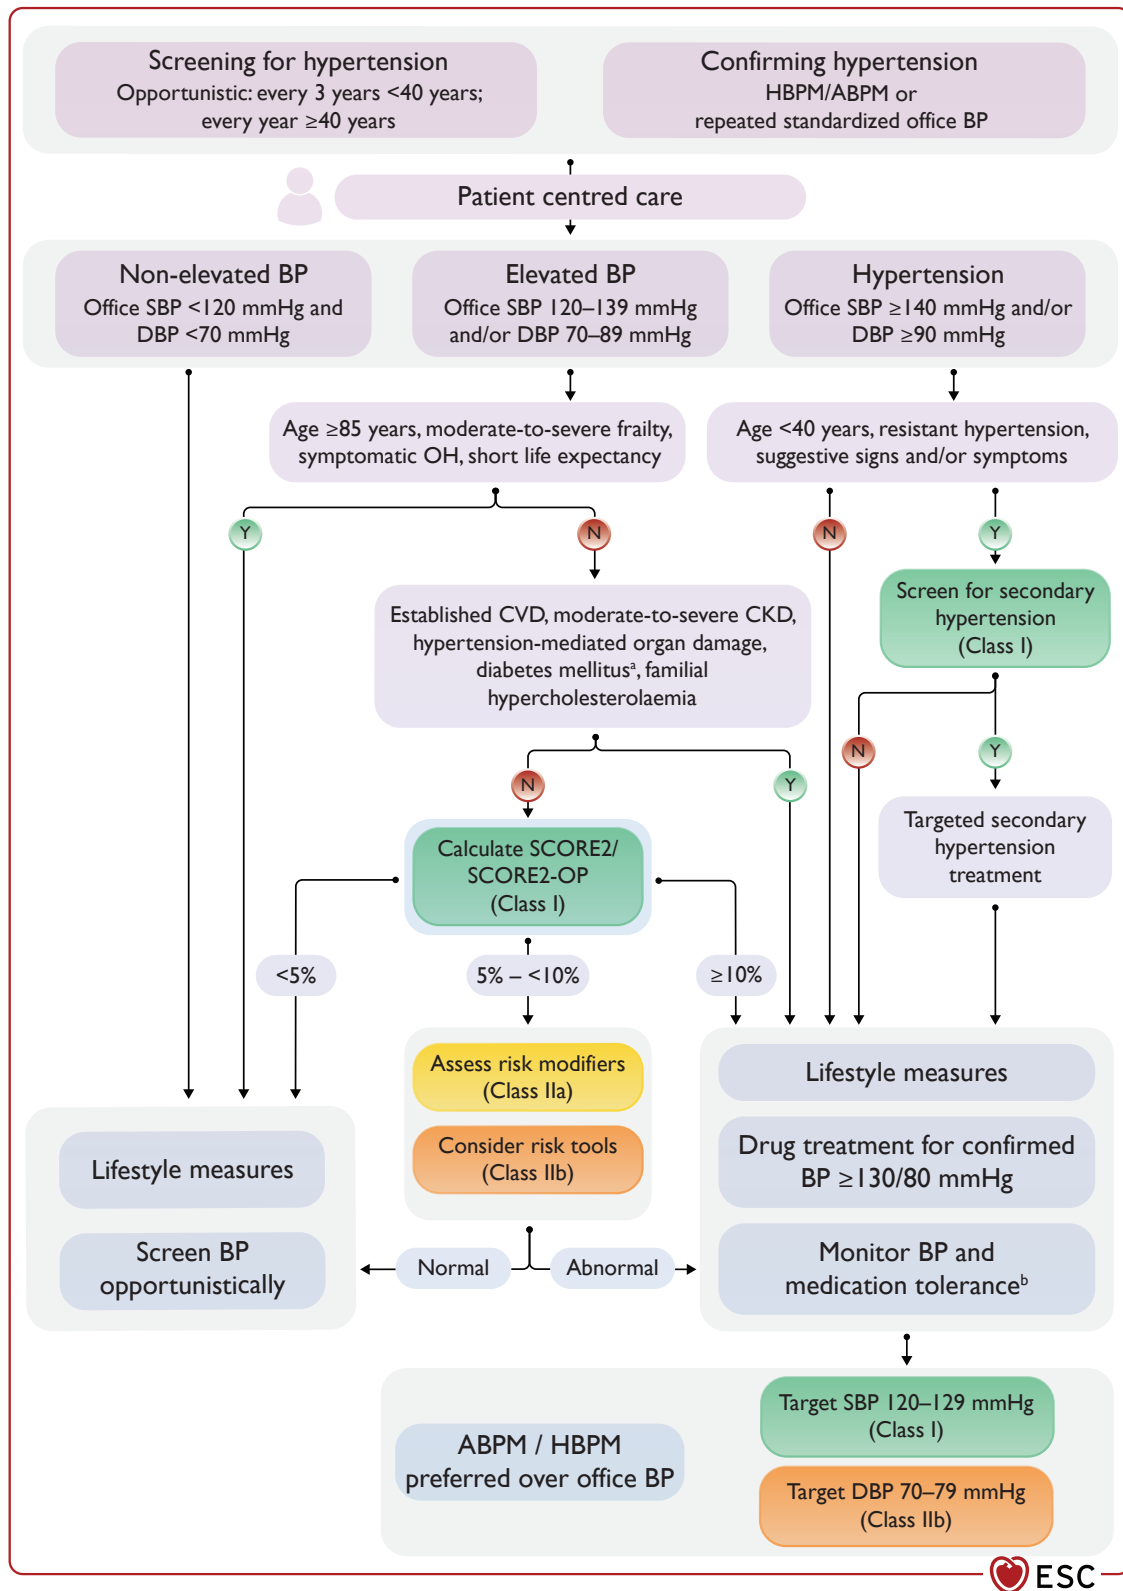 Screening for hypertension
Opportunistic: every 3 years <40 years;
every year ≥40 years
Confirming hypertension
HBPM/ABPM or
repeated standardized office BP
Patient centred care
Non-elevated BP
Office SBP <120 mmHg and
DBP <70 mmHg
Elevated BP
Office SBP 120–139 mmHg
and/or DBP 70–89 mmHg
Hypertension
Office SBP ≥140 mmHg and/or
DBP ≥90 mmHg
Age ≥85 years, moderate-to-severe frailty,
symptomatic OH, short life expectancy
Age <40 years, resistant hypertension,
suggestive signs and/or symptoms
Y
N
N
Y
Established CVD, moderate-to-severe CKD,
hypertension-mediated organ damage,
diabetes mellitusᵃ, familial
hypercholesterolaemia
Screen for secondary
hypertension
(Class I)
N
Y
N
Y
Calculate SCORE2/
SCORE2-OP
(Class I)
Targeted secondary
hypertension
treatment
<5%
5% – <10%
≥10%
Assess risk modifiers
(Class IIa)
Consider risk tools
(Class IIb)
Lifestyle measures
Drug treatment for confirmed
BP ≥130/80 mmHg
Monitor BP and
medication toleranceᵇ
Lifestyle measures
Screen BP
opportunistically
Normal
Abnormal
ABPM / HBPM
preferred over office BP
Target SBP 120–129 mmHg
(Class I)
Target DBP 70–79 mmHg
(Class IIb)
ESC